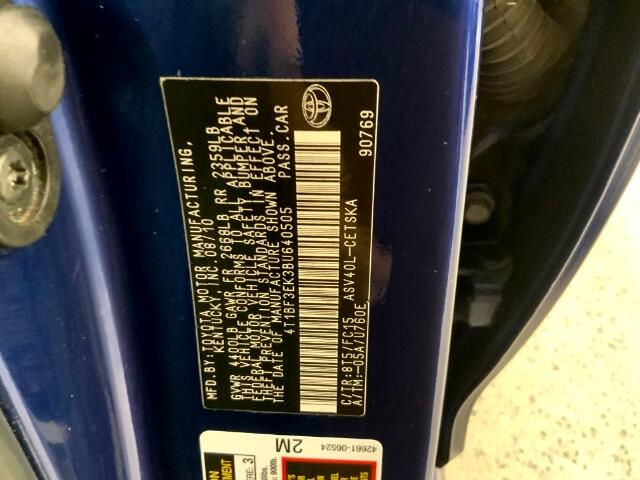 MFD. BY: TOYOTA MOTOR MANUFACTURING,
KENTUCKY, INC. 08/10
GVWR 4400LB GAWR FR 2668LB RR 2359LB
THIS VEHICLE CONFORMS TO ALL APPLICABLE
FEDERAL MOTOR VEHICLE SAFETY BUMPER, AND
THEFT PREVENTION STANDARDS IN EFFECT ON
THE DATE OF MANUFACTURE SHOWN ABOVE.
4T1BF3EK3BU640505 PASS.CAR
C/TR:8T5/FC15 ASV40L-CETSKA
A/TM:-05A/U760E 90769
42661-06524
2M